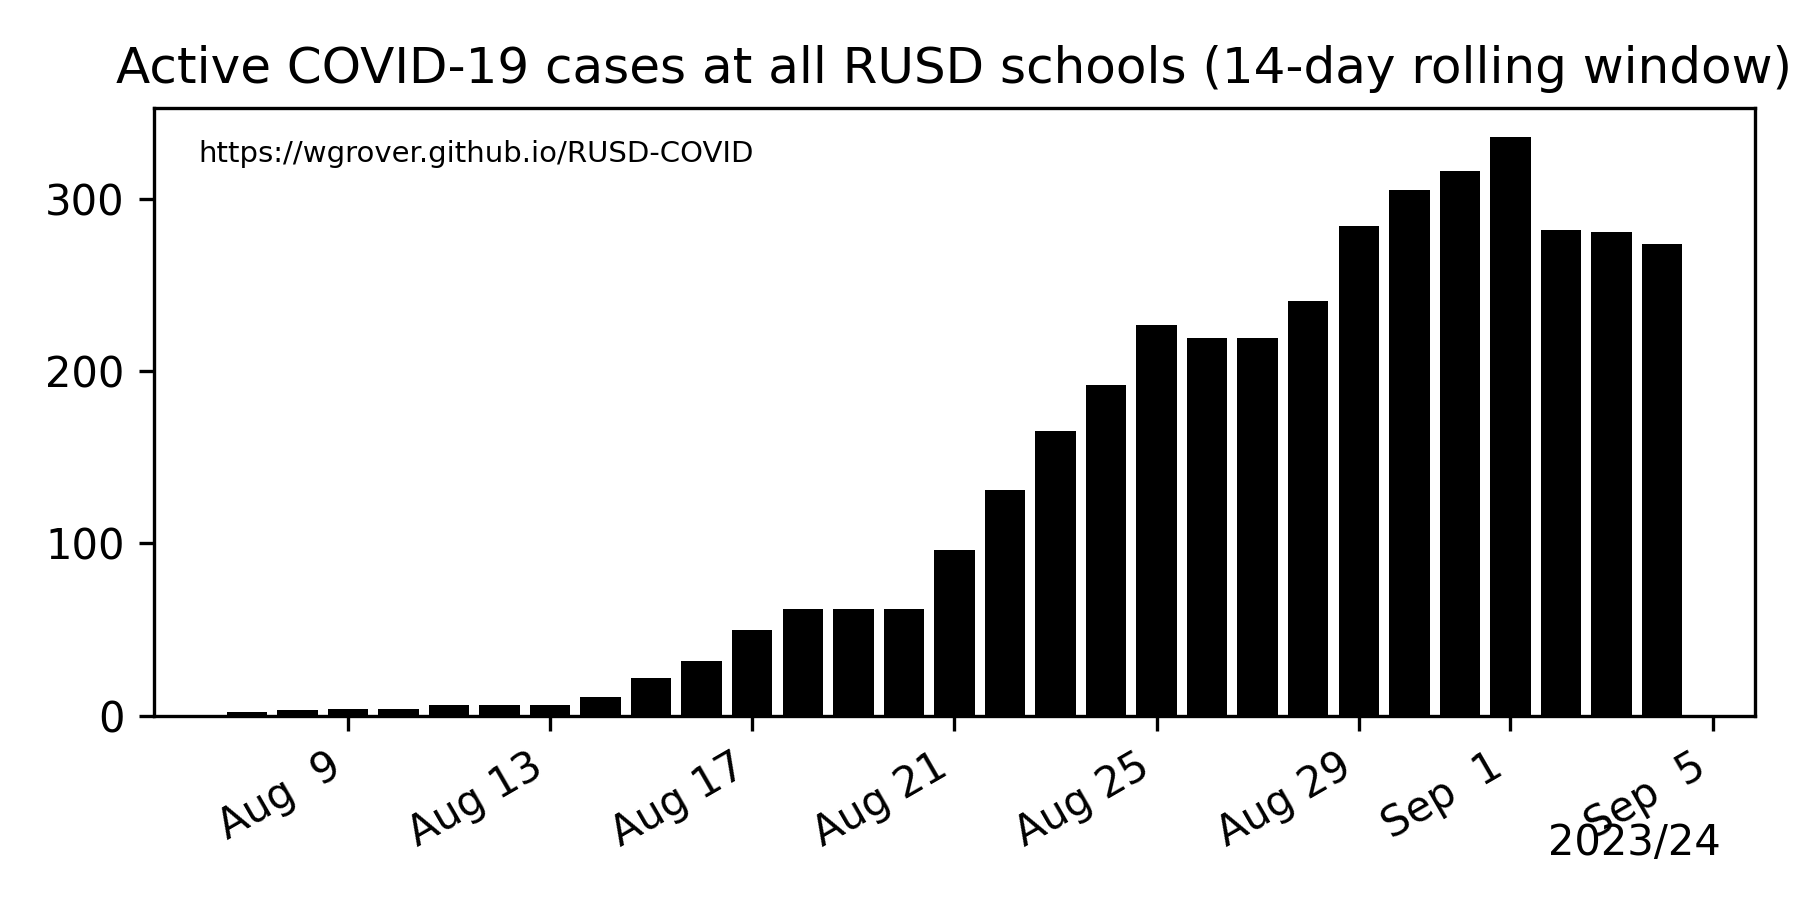 Active COVID-19 cases at all RUSD schools (14-day rolling window)
https://wgrover.github.io/RUSD-COVID
300
200
100
0
Aug 9
Aug 13
Aug 17
Aug 21
Aug 25
Aug 29
Sep 1
Sep 5
2023/24